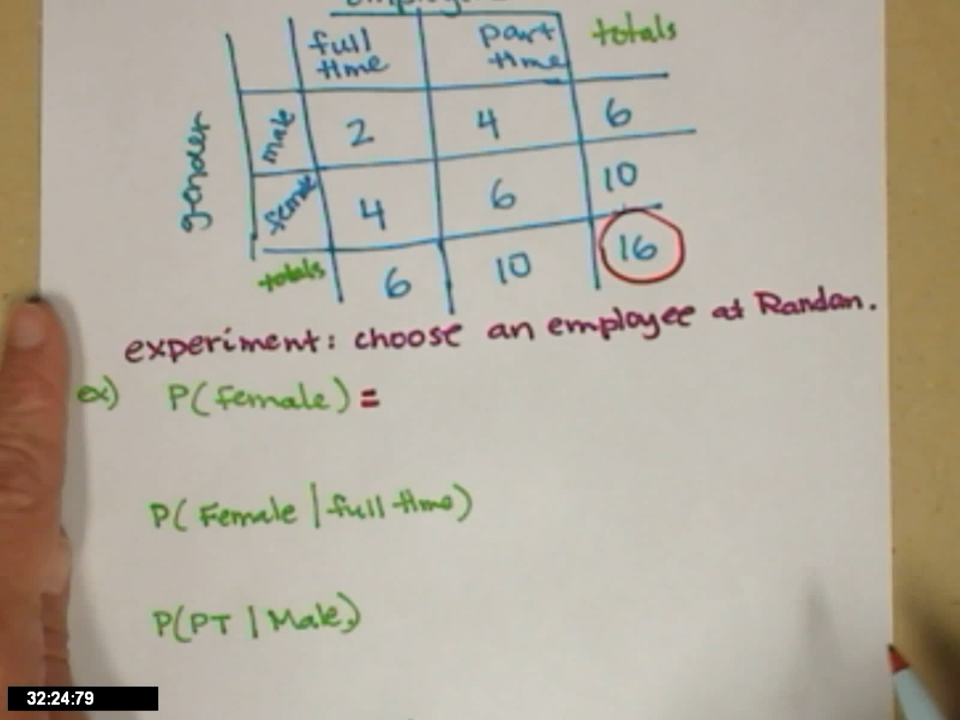 full time part time totals
male 2 4 6
female 4 6 10
totals 6 10 16
gender
experiment: choose an employee at Randan.
ex) P(female) =
P(Female | full time)
P(PT | Male)
32:24:79